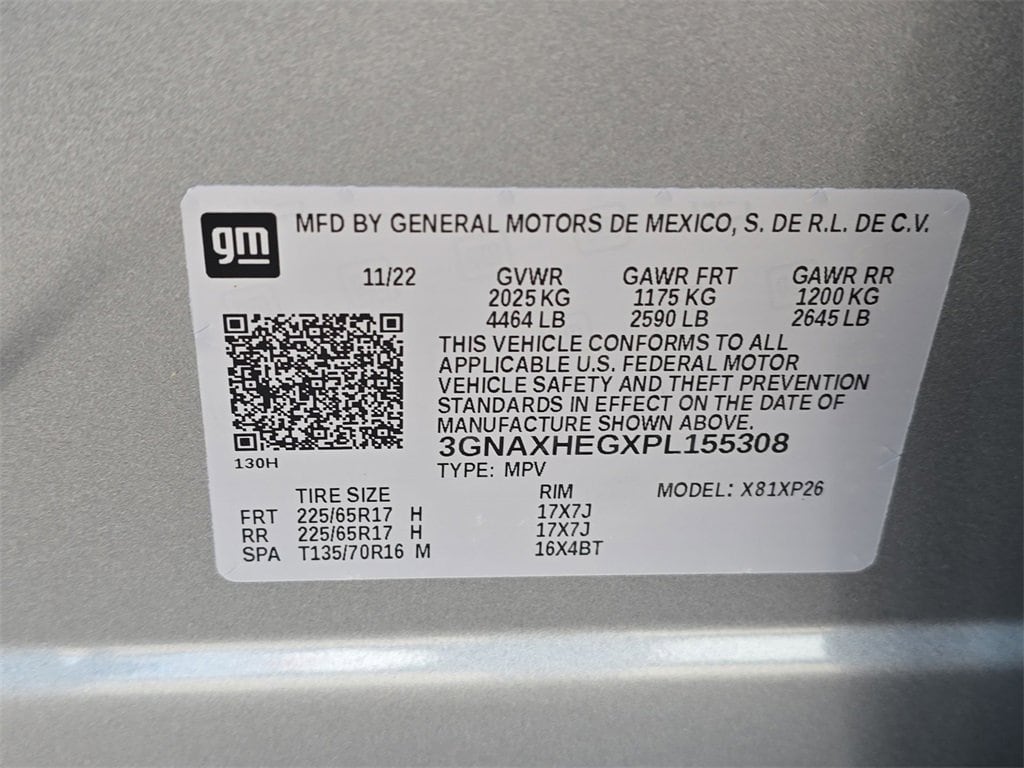 gm MFD BY GENERAL MOTORS DE MEXICO, S. DE R.L. DE C.V.
11/22 GVWR GAWR FRT GAWR RR
2025 KG 1175 KG 1200 KG
4464 LB 2590 LB 2645 LB
THIS VEHICLE CONFORMS TO ALL
APPLICABLE U.S. FEDERAL MOTOR
VEHICLE SAFETY AND THEFT PREVENTION
STANDARDS IN EFFECT ON THE DATE OF
MANUFACTURE SHOWN ABOVE.
3GNAXHEGXPL155308
130H
TYPE: MPV
TIRE SIZE RIM MODEL: X81XP26
FRT 225/65R17 H 17X7J
RR 225/65R17 H 17X7J
SPA T135/70R16 M 16X4BT